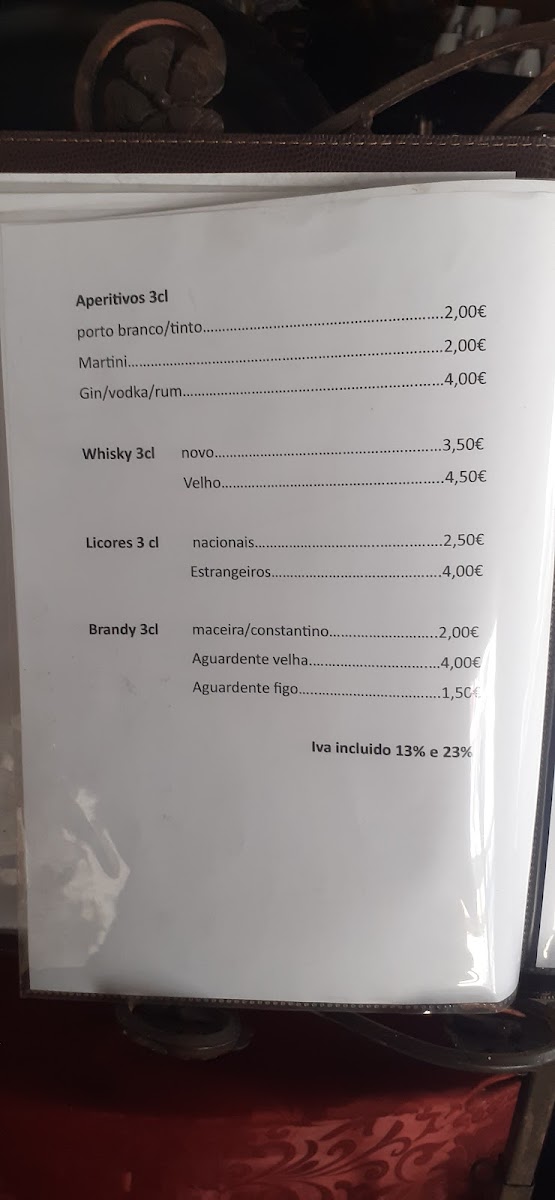 Aperitivos 3cl
porto branco/tinto.....................................................2,00€
Martini.....................................................................2,00€
Gin/vodka/rum.........................................................4,00€
Whisky 3cl novo.................................................3,50€
Velho................................................4,50€
Licores 3 cl nacionais.........................................2,50€
Estrangeiros.....................................4,00€
Brandy 3cl maceira/constantino.......................2,00€
Aguardente velha............................4,00€
Aguardente figo..............................1,50€
Iva incluido 13% e 23%